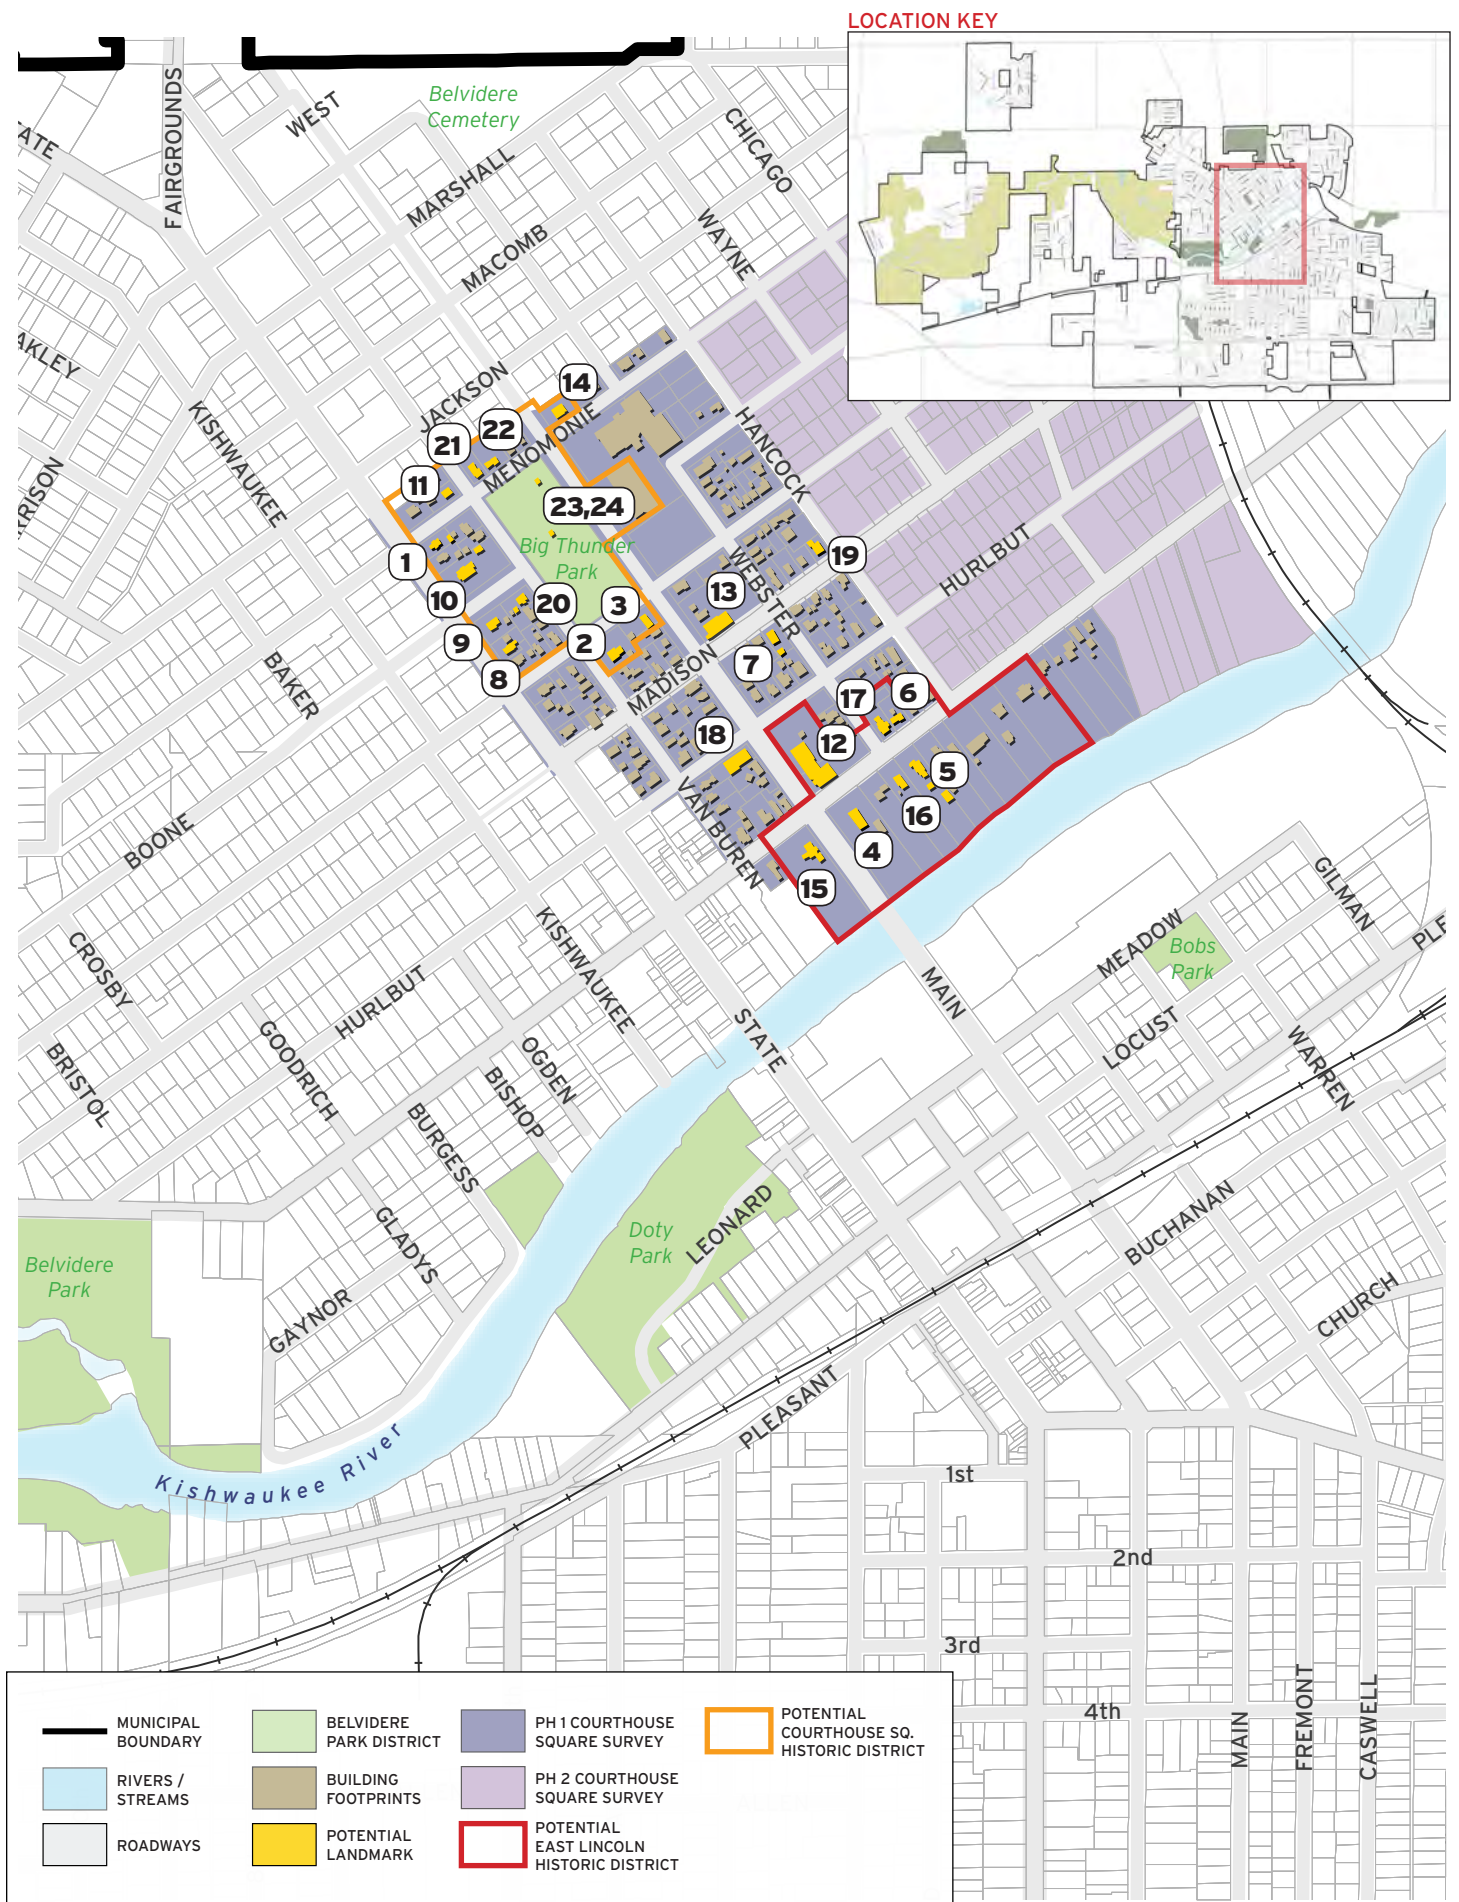 LOCATION KEY
Belvidere
Cemetery
WEST
FAIRGROUNDS
CHICAGO
MARSHALL
WAYNE
MACOMB
JACKSON
KISHWAUKEE
14
22
21
MENOMONIE
HANCOCK
11
23,24
Big Thunder
Park
HURLBUT
1
19
WEBSTER
13
10
20
3
9
2
7
8
MADISON
BAKER
17
6
18
12
5
VAN BUREN
16
BOONE
4
15
GILMAN
KISHWAUKEE
MEADOW
Bobs
Park
CROSBY
HURLBUT
MAIN
LOCUST
STATE
GOODRICH
OGDEN
WARREN
BRISTOL
BISHOP
BURGESS
LEONARD
BUCHANAN
Doty
Park
GLADYS
Belvidere
Park
GAYNOR
CHURCH
PLEASANT
Kishwaukee River
1st
2nd
3rd
4th
MAIN
FREMONT
CASWELL
MUNICIPAL
BOUNDARY
RIVERS /
STREAMS
ROADWAYS
BELVIDERE
PARK DISTRICT
BUILDING
FOOTPRINTS
POTENTIAL
LANDMARK
PH 1 COURTHOUSE
SQUARE SURVEY
PH 2 COURTHOUSE
SQUARE SURVEY
POTENTIAL
EAST LINCOLN
HISTORIC DISTRICT
POTENTIAL
COURTHOUSE SQ.
HISTORIC DISTRICT